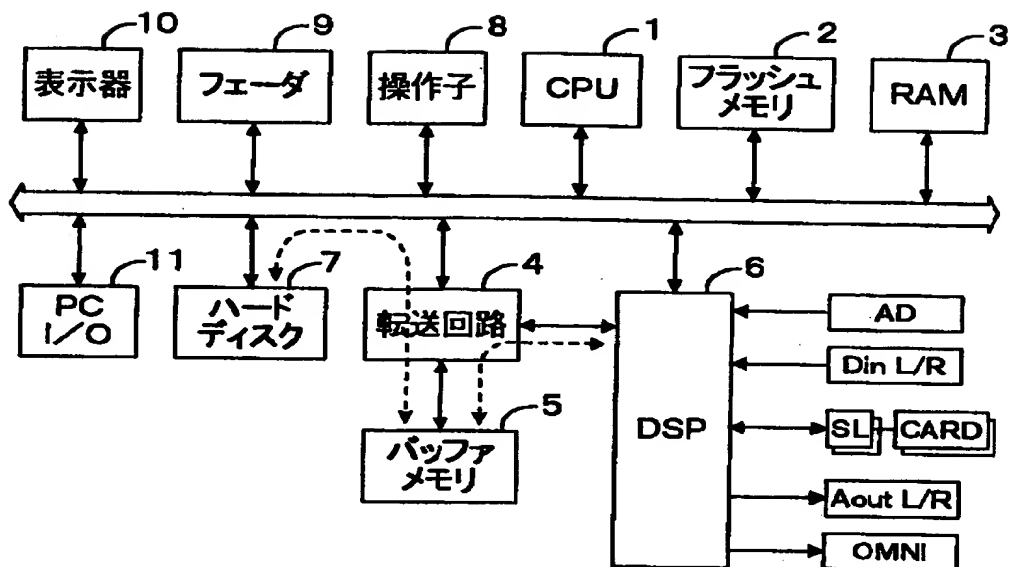 10
9
8
1
2
3
表示器
フェーダ
操作子
CPU
フラッシュ
メモリ
RAM
11
7
4
6
PC
I/O
ハード
ディスク
転送回路
5
バッファ
メモリ
DSP
AD
Din L/R
SL
CARD
Aout L/R
OMNI